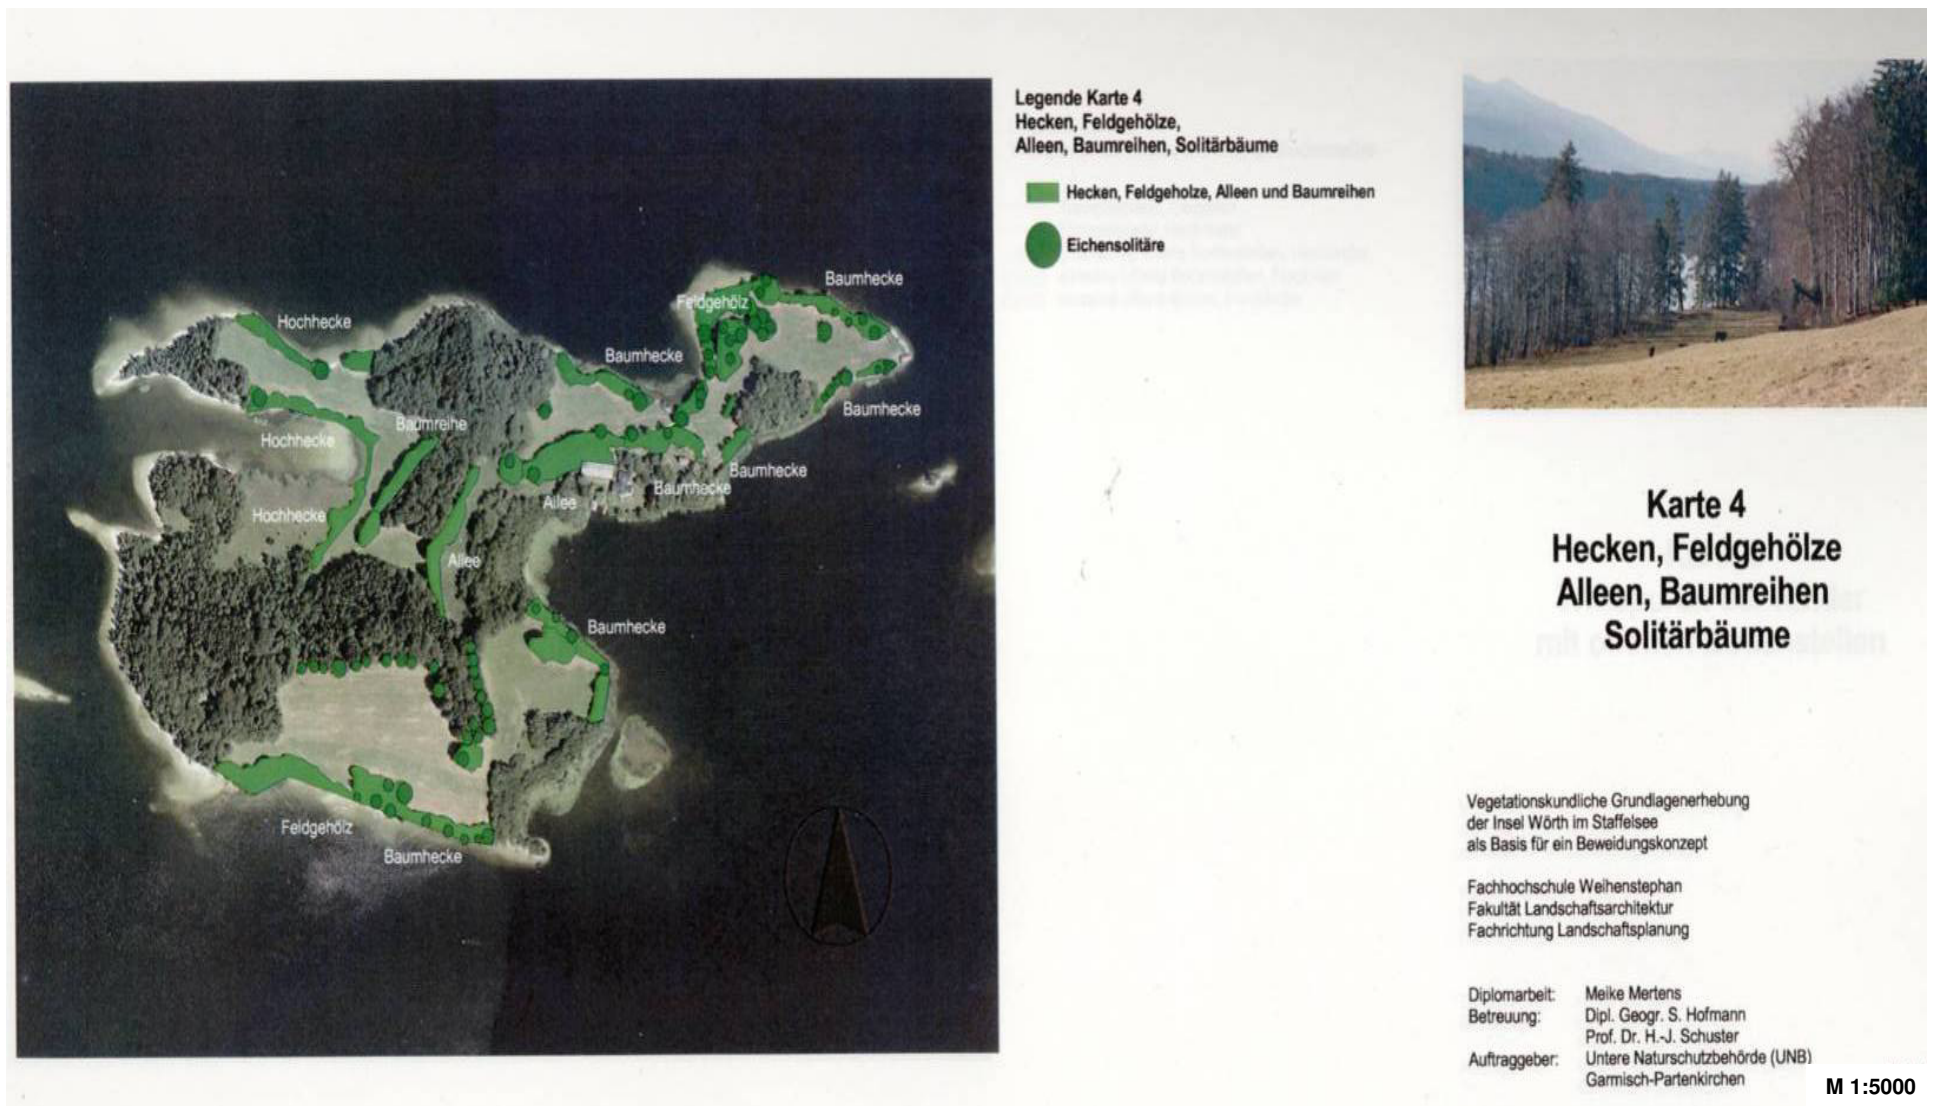 Legende Karte 4
Hecken, Feldgehölze,
Alleen, Baumreihen, Solitärbäume
Hecken, Feldgeholze, Alleen und Baumreihen
Eichensolitäre
Baumhecke
Feldgehölz
Hochhecke
Baumhecke
Baumhecke
Baumreihe
Hochhecke
Baumhecke
Baumhecke
Allee
Hochhecke
Allee
Baumhecke
Feldgehölz
Baumhecke
Karte 4
Hecken, Feldgehölze
Alleen, Baumreihen
Solitärbäume
Vegetationskundliche Grundlagenerhebung
der Insel Wörth im Staffelsee
als Basis für ein Beweidungskonzept
Fachhochschule Weihenstephan
Fakultät Landschaftsarchitektur
Fachrichtung Landschaftsplanung
Diplomarbeit: Meike Mertens
Betreuung: Dipl. Geogr. S. Hofmann
Prof. Dr. H.-J. Schuster
Auftraggeber: Untere Naturschutzbehörde (UNB)
Garmisch-Partenkirchen
M 1:5000